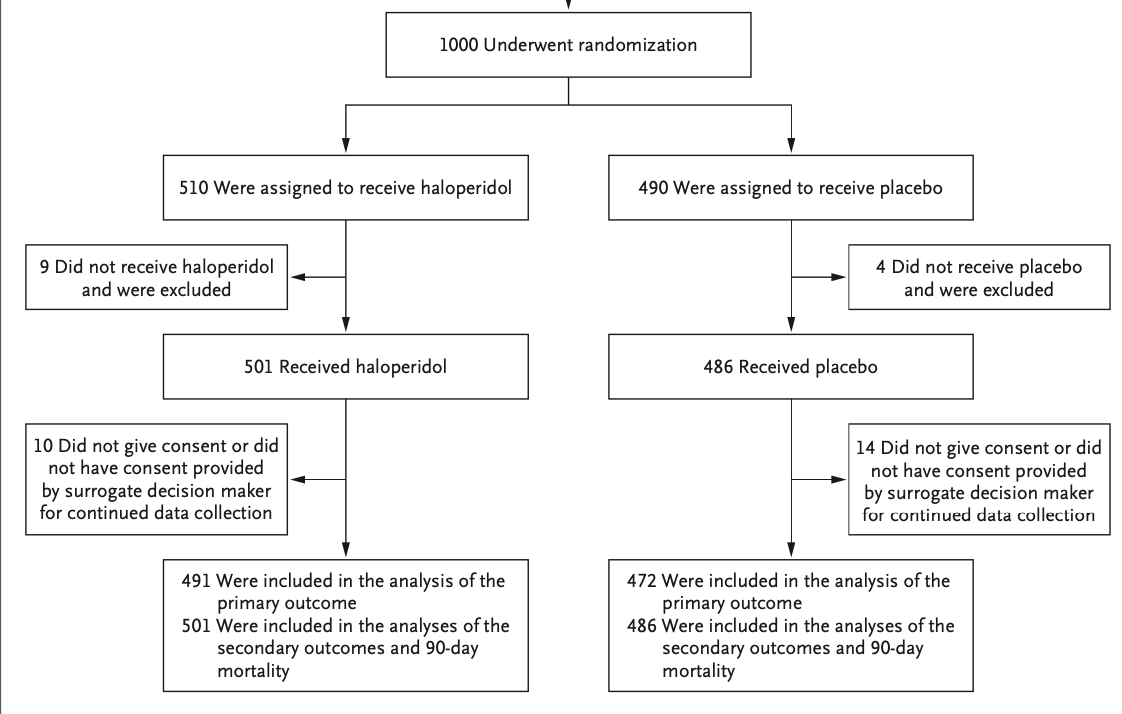 1000 Underwent randomization
510 Were assigned to receive haloperidol
490 Were assigned to receive placebo
9 Did not receive haloperidol
and were excluded
4 Did not receive placebo
and were excluded
501 Received haloperidol
486 Received placebo
10 Did not give consent or did
not have consent provided
by surrogate decision maker
for continued data collection
14 Did not give consent or did
not have consent provided
by surrogate decision maker
for continued data collection
491 Were included in the analysis of the
primary outcome
501 Were included in the analyses of the
secondary outcomes and 90-day
mortality
472 Were included in the analysis of the
primary outcome
486 Were included in the analyses of the
secondary outcomes and 90-day
mortality